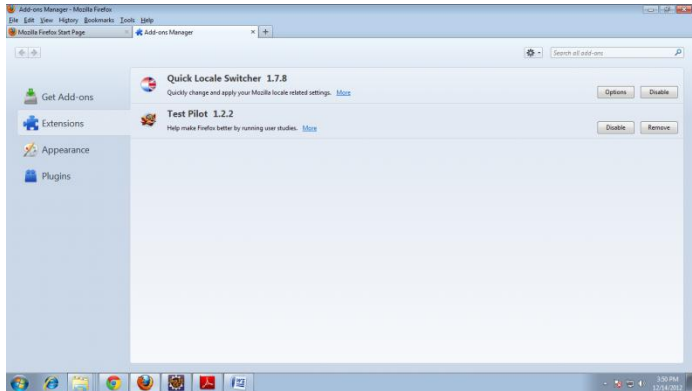 Add-ons Manager - Mozilla Firefox
File Edit View History Bookmarks Tools Help
Mozilla Firefox Start Page
Add-ons Manager
Search all add-ons
Get Add-ons
Extensions
Appearance
Plugins
Quick Locale Switcher 1.7.8
Quickly change and apply your Mozilla locale related settings. More
Options Disable
Test Pilot 1.2.2
Help make Firefox better by running user studies. More
Disable Remove
3:50 PM
12/14/2012